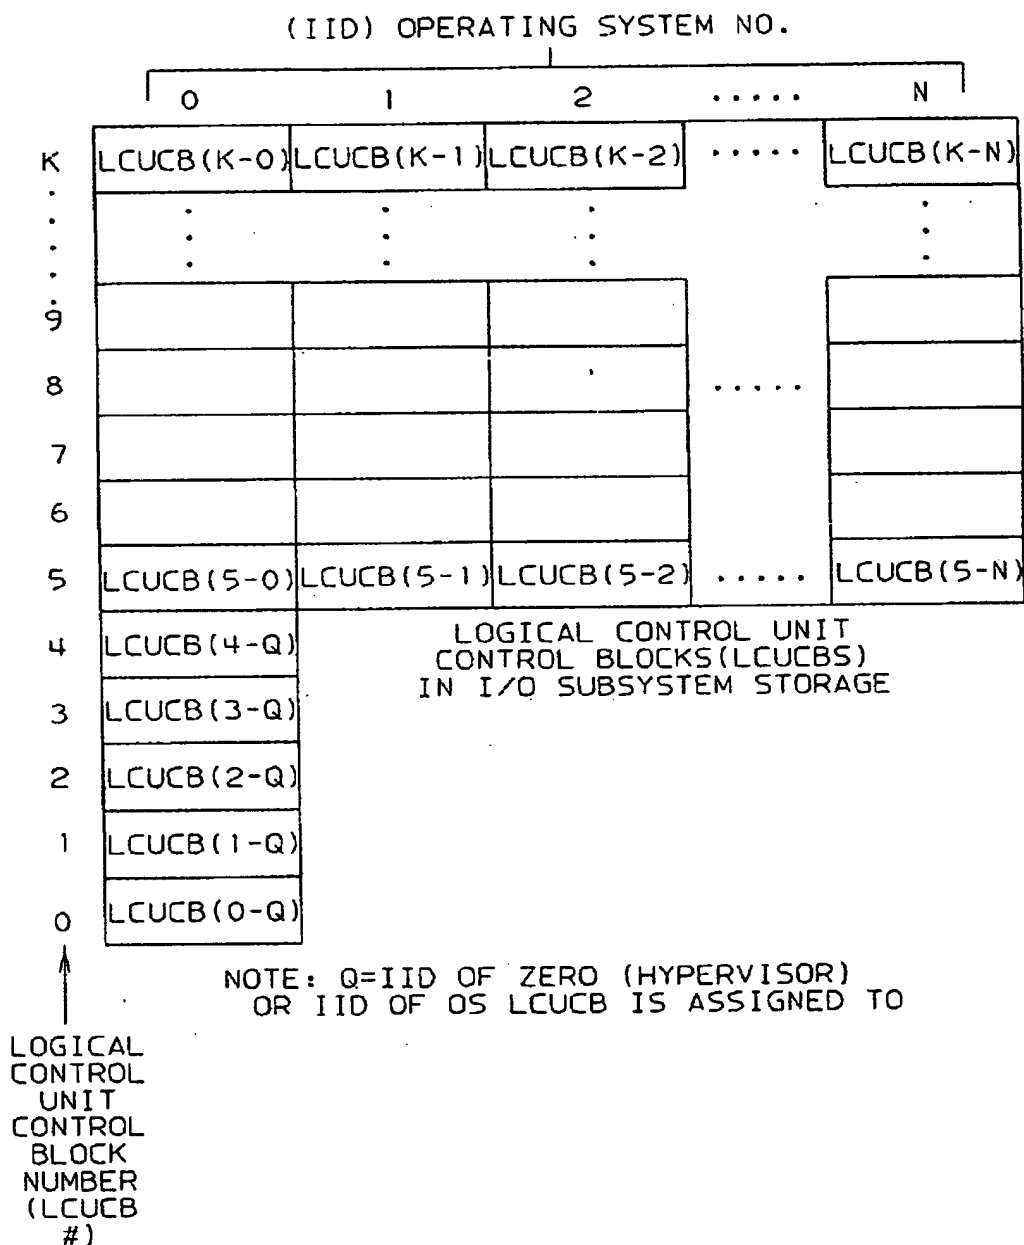 (IID) OPERATING SYSTEM NO.
0 1 2 ..... N
K LCUCB(K-0) LCUCB(K-1) LCUCB(K-2) ..... LCUCB(K-N)
9
8 .....
7
6
5 LCUCB(5-0) LCUCB(5-1) LCUCB(5-2) ..... LCUCB(5-N)
4 LCUCB(4-Q)
3 LCUCB(3-Q)
2 LCUCB(2-Q)
1 LCUCB(1-Q)
0 LCUCB(0-Q)
LOGICAL CONTROL UNIT
CONTROL BLOCKS(LCUCBS)
IN I/O SUBSYSTEM STORAGE
NOTE: Q=IID OF ZERO (HYPERVISOR)
OR IID OF OS LCUCB IS ASSIGNED TO
LOGICAL
CONTROL
UNIT
CONTROL
BLOCK
NUMBER
(LCUCB
#)